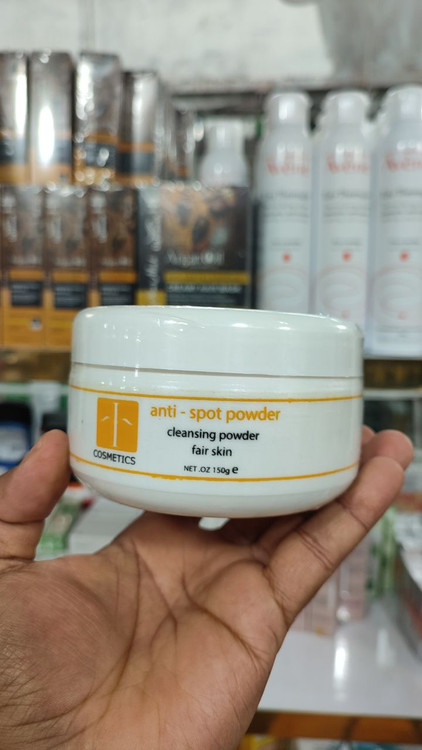 anti - spot powder
cleansing powder
fair skin
NET .OZ 150g e
COSMETICS